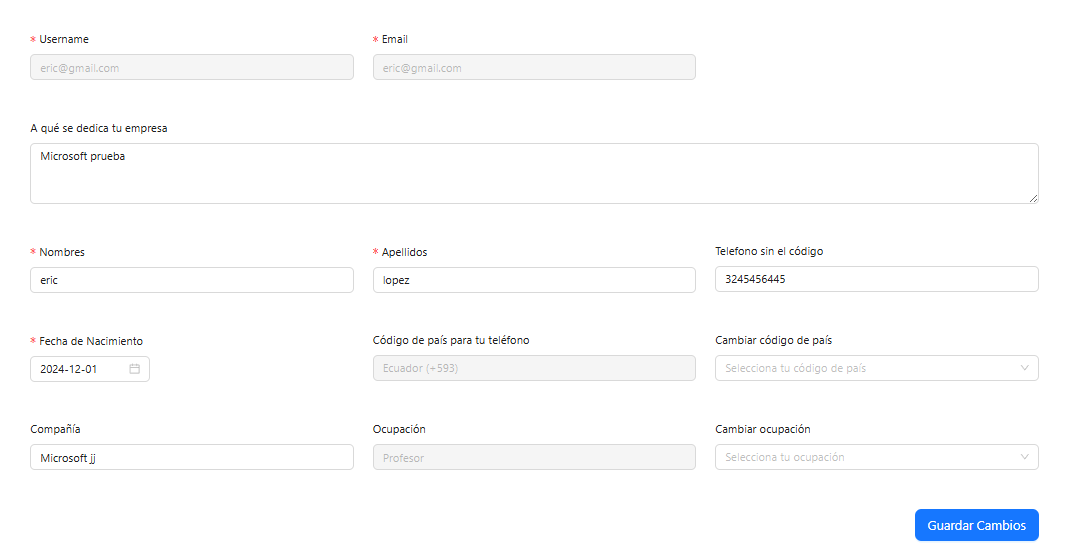 * Username
* Email
eric@gmail.com
eric@gmail.com
A qué se dedica tu empresa
Microsoft prueba
* Nombres
* Apellidos
Telefono sin el código
eric
lopez
3245456445
* Fecha de Nacimiento
Código de país para tu teléfono
Cambiar código de país
2024-12-01
Ecuador (+593)
Selecciona tu código de país
Compañía
Ocupación
Cambiar ocupación
Microsoft jj
Profesor
Selecciona tu ocupación
Guardar Cambios